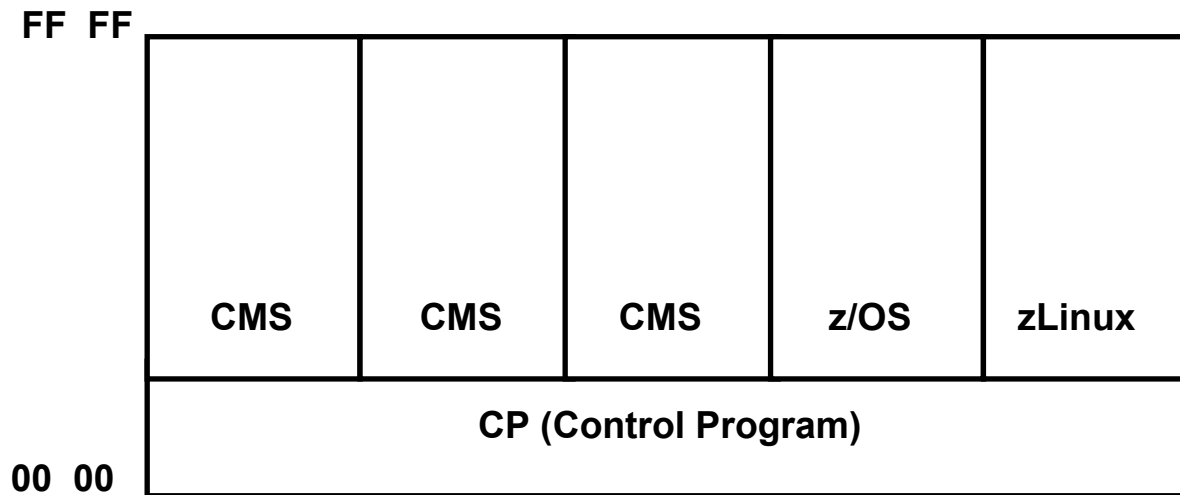 FF FF
CMS CMS CMS z/OS zLinux
CP (Control Program)
00 00